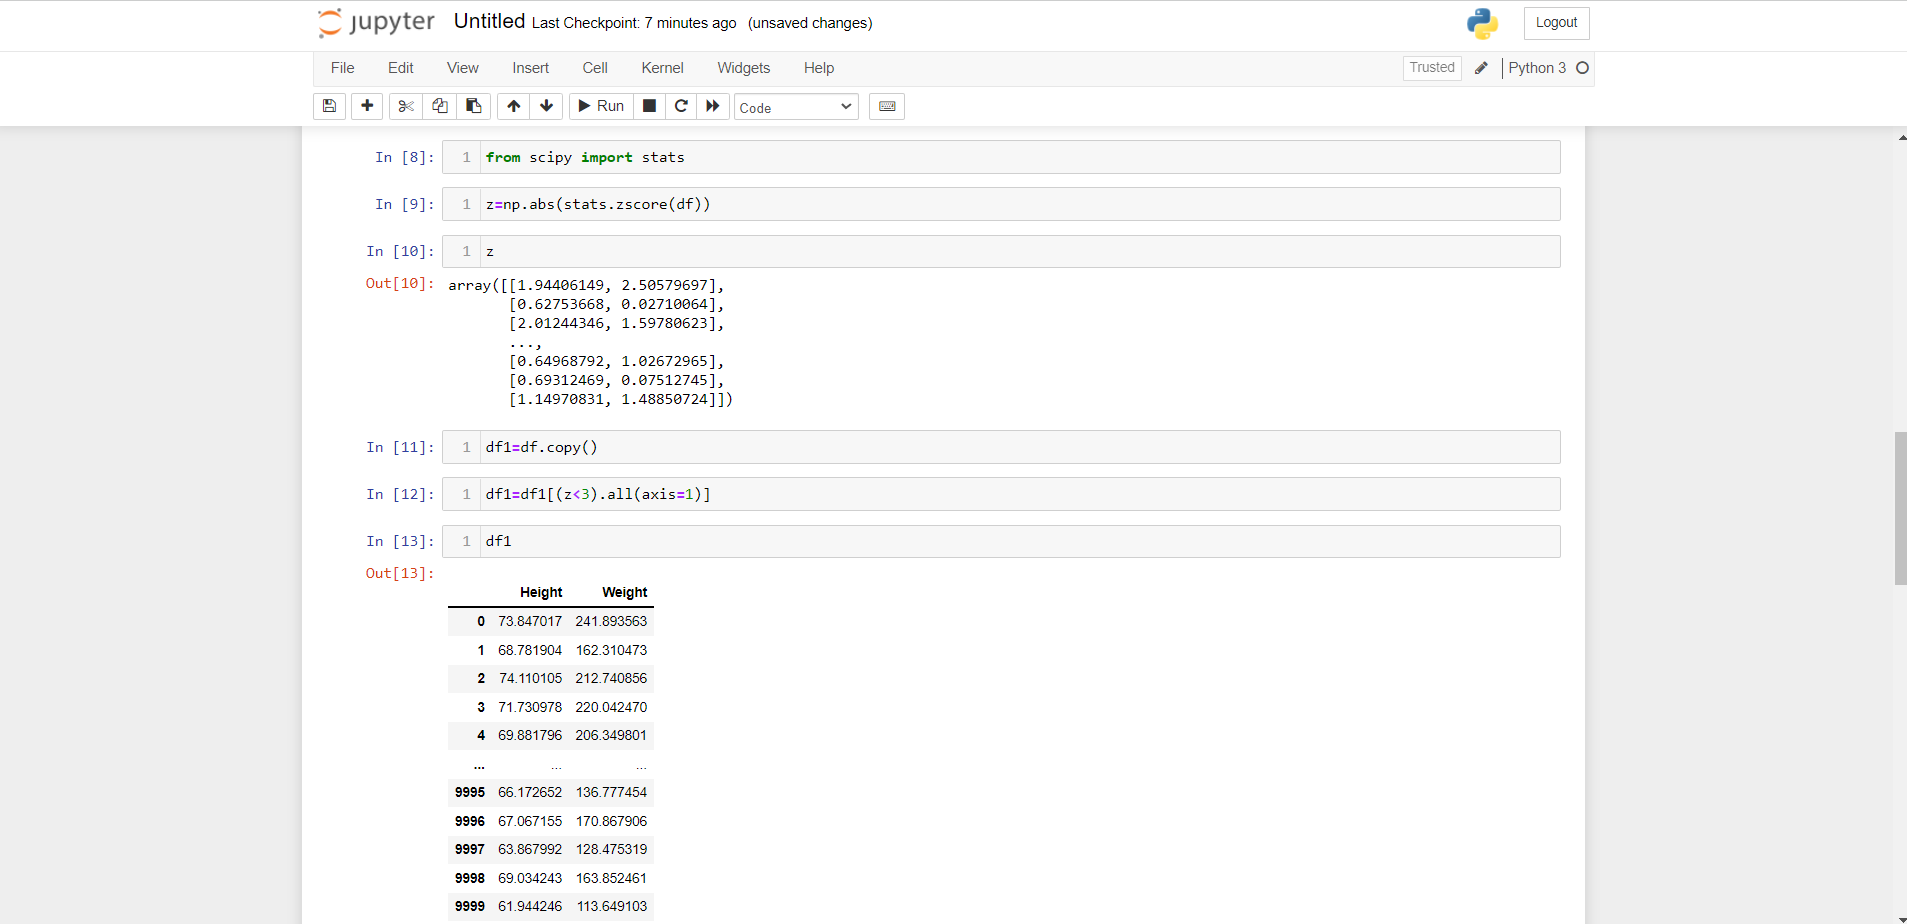 jupyter Untitled Last Checkpoint: 7 minutes ago (unsaved changes) Logout
File Edit View Insert Cell Kernel Widgets Help Trusted Python 3
Run Code
In [8]: 1 from scipy import stats
In [9]: 1 z=np.abs(stats.zscore(df))
In [10]: 1 z
Out[10]: array([[1.94406149, 2.50579697],
[0.62753668, 0.02710064],
[2.01244346, 1.59780623],
...,
[0.64968792, 1.02672965],
[0.69312469, 0.07512745],
[1.14970831, 1.48850724]])
In [11]: 1 df1=df.copy()
In [12]: 1 df1=df1[(z<3).all(axis=1)]
In [13]: 1 df1
Out[13]:
Height Weight
0 73.847017 241.893563
1 68.781904 162.310473
2 74.110105 212.740856
3 71.730978 220.042470
4 69.881796 206.349801
... ... ...
9995 66.172652 136.777454
9996 67.067155 170.867906
9997 63.867992 128.475319
9998 69.034243 163.852461
9999 61.944246 113.649103